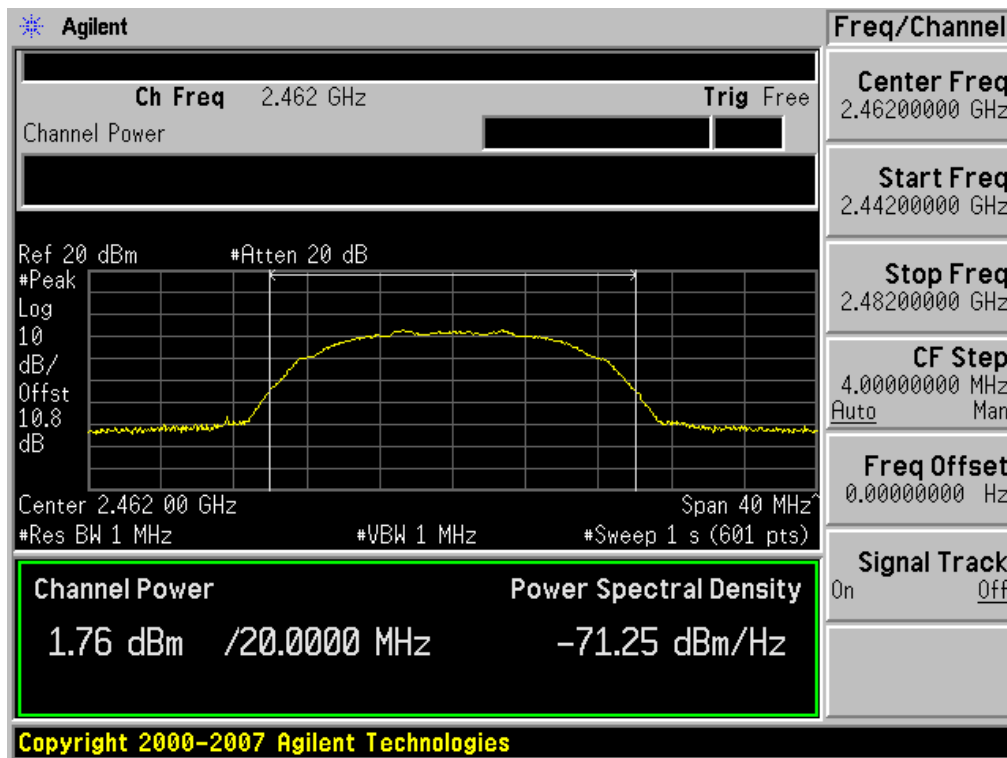 Agilent
Freq/Channel
Ch Freq 2.462 GHz Trig Free
Channel Power
Center Freq
2.46200000 GHz
Start Freq
2.44200000 GHz
Ref 20 dBm #Atten 20 dB
#Peak
Log
10
dB/
Offst
10.8
dB
Stop Freq
2.48200000 GHz
CF Step
4.00000000 MHz
Auto Man
Freq Offset
0.00000000 Hz
Center 2.462 00 GHz Span 40 MHz^
#Res BW 1 MHz #VBW 1 MHz #Sweep 1 s (601 pts)
Signal Track
On Off
Channel Power Power Spectral Density
1.76 dBm /20.0000 MHz -71.25 dBm/Hz
Copyright 2000-2007 Agilent Technologies